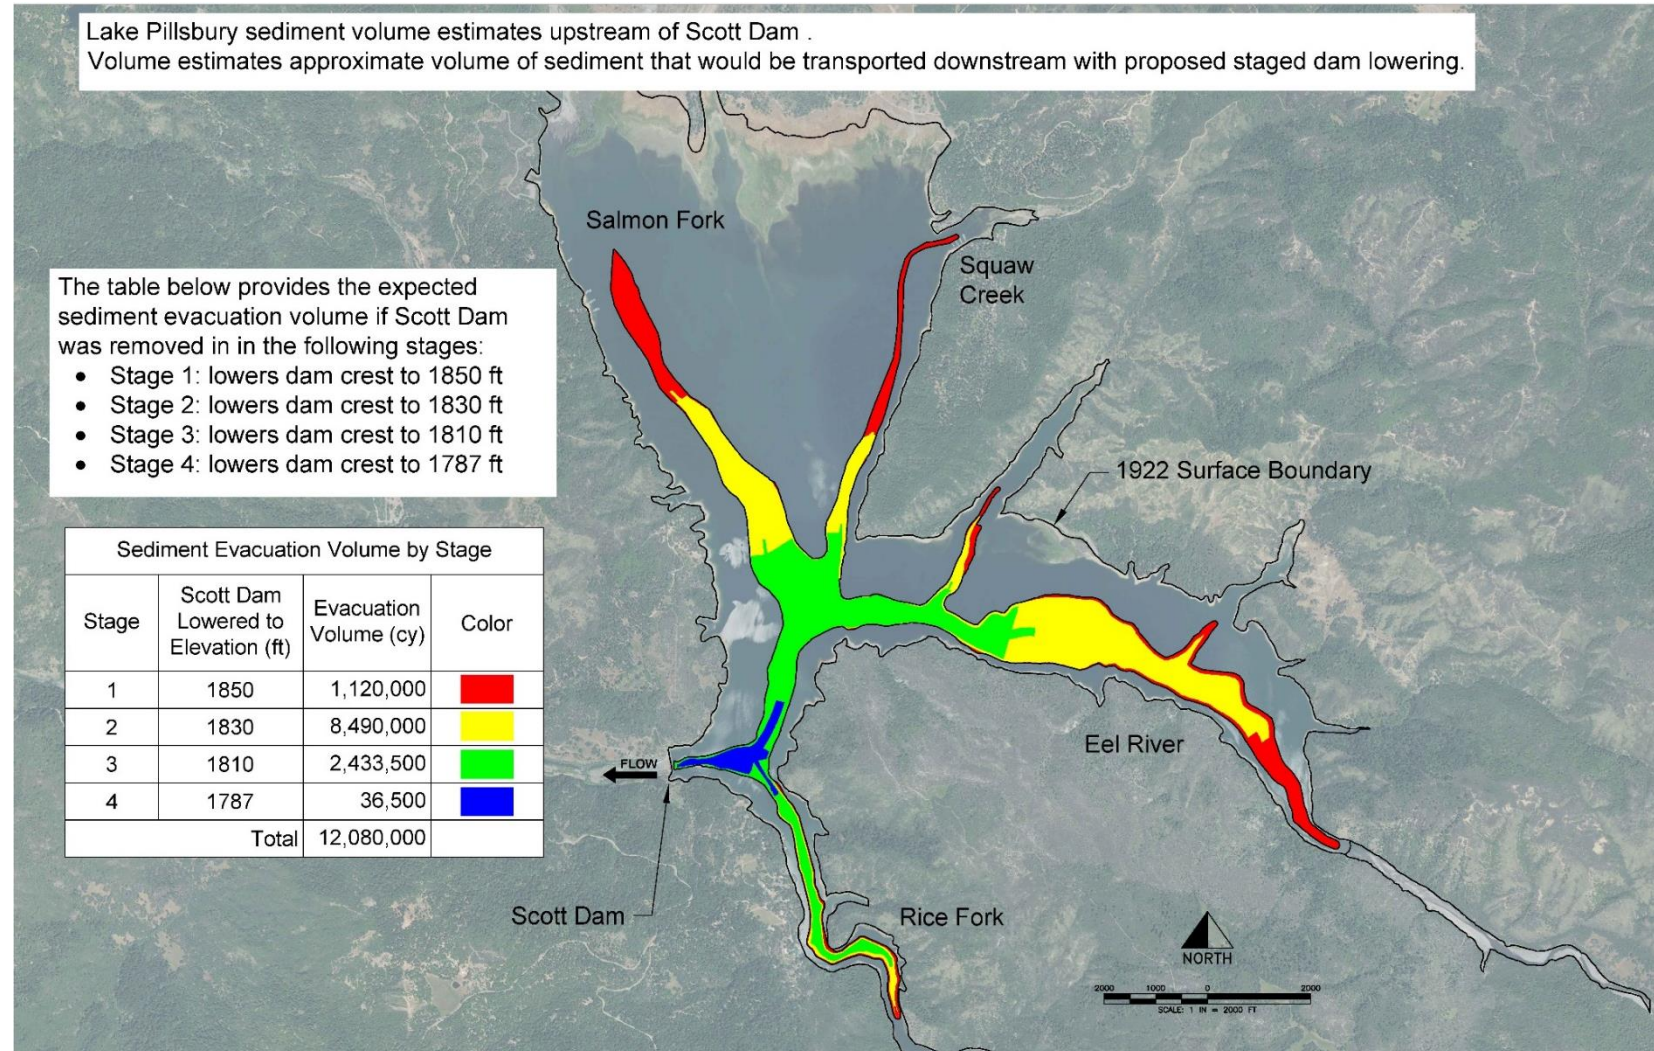 Lake Pillsbury sediment volume estimates upstream of Scott Dam .
Volume estimates approximate volume of sediment that would be transported downstream with proposed staged dam lowering.
Salmon Fork
Squaw
Creek
The table below provides the expected
sediment evacuation volume if Scott Dam
was removed in in the following stages:
• Stage 1: lowers dam crest to 1850 ft
• Stage 2: lowers dam crest to 1830 ft
• Stage 3: lowers dam crest to 1810 ft
• Stage 4: lowers dam crest to 1787 ft
1922 Surface Boundary
Sediment Evacuation Volume by Stage
Stage Scott Dam Lowered to Elevation (ft) Evacuation Volume (cy) Color
1 1850 1,120,000
2 1830 8,490,000
3 1810 2,433,500
4 1787 36,500
Total 12,080,000
FLOW
Eel River
Scott Dam
Rice Fork
NORTH
2000 1000 0 2000
SCALE: 1 IN = 2000 FT